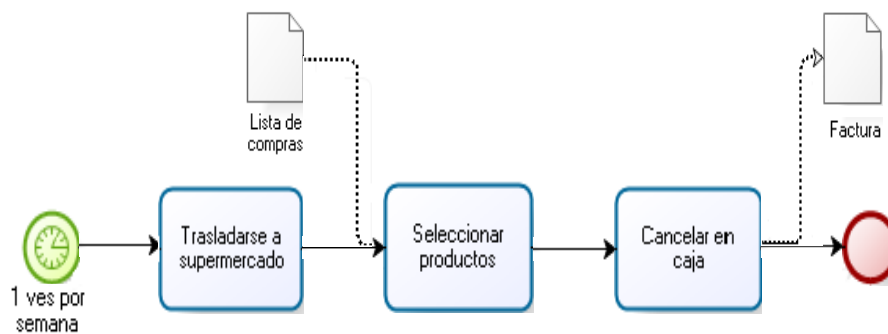 Lista de
compras
Factura
Trasladarse a
supermercado
Seleccionar
productos
Cancelar en
caja
1 ves por
semana